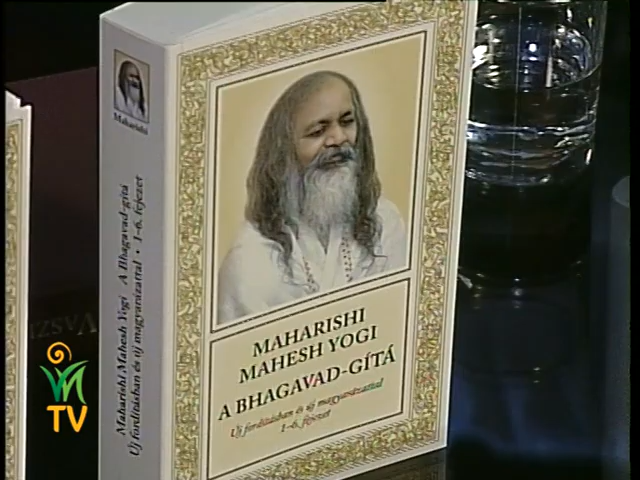 Maharishi
Maharishi Mahesh Yogi A Bhagavad-gítá
Új fordításban és új magyarázattal • 1-6. fejezet
MAHARISHI
MAHESH YOGI
A BHAGAVAD-GÍTÁ
Új fordításban és új magyarázattal
1-6. fejezet
TV